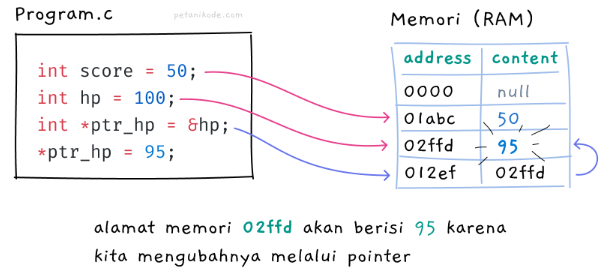 Program.c
petanikode.com
int score = 50;
int hp = 100;
int *ptr_hp = &hp;
*ptr_hp = 95;
Memori (RAM)
address content
0000 null
01abc 50
02ffd 95
012ef 02ffd
alamat memori 02ffd akan berisi 95 karena
kita mengubahnya melalui pointer